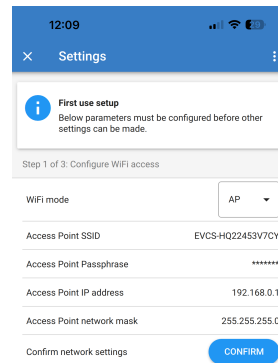 12:09
29
Settings
First use setup
Below parameters must be configured before other
settings can be made.
Step 1 of 3: Configure WiFi access
WiFi mode
AP
Access Point SSID
EVCS-HQ22453V7CY
Access Point Passphrase
*******
Access Point IP address
192.168.0.1
Access Point network mask
255.255.255.0
Confirm network settings
CONFIRM